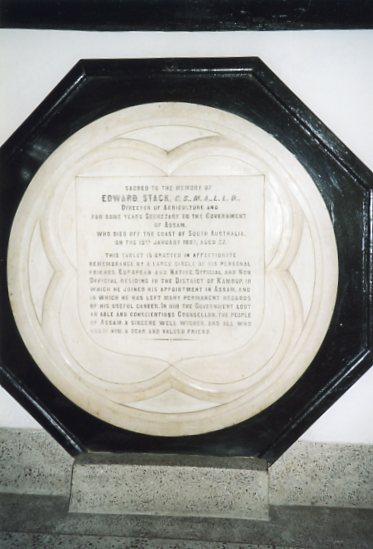 SACRED TO THE MEMORY OF
EDWARD STACK, C.S., M.A., L.L.D.,
DIRECTOR OF AGRICULTURE AND
FOR SOME YEARS SECRETARY TO THE GOVERNMENT
OF ASSAM.
WHO DIED OFF THE COAST OF SOUTH AUSTRALIA,
ON THE 12TH JANUARY 1887, AGED
THIS TABLET IS ERECTED IN AFFECTIONATE
REMEMBRANCE BY A LARGE CIRCLE OF HIS PERSONAL
FRIENDS EUROPEAN AND NATIVE, OFFICIAL AND NON
OFFICIAL RESIDING IN THE DISTRICT OF KAMRUP, IN
WHICH HE JOINED HIS APPOINTMENT IN ASSAM, AND
IN WHICH HE HAS LEFT MANY PERMANENT RECORDS
OF HIS USEFUL CAREER. IN HIM THE GOVERNMENT LOST
AN ABLE AND CONSCIENTIOUS COUNSELLOR, THE PEOPLE
OF ASSAM A SINCERE WELL WISHER, AND ALL WHO
KNEW HIM, A DEAR AND VALUED FRIEND.